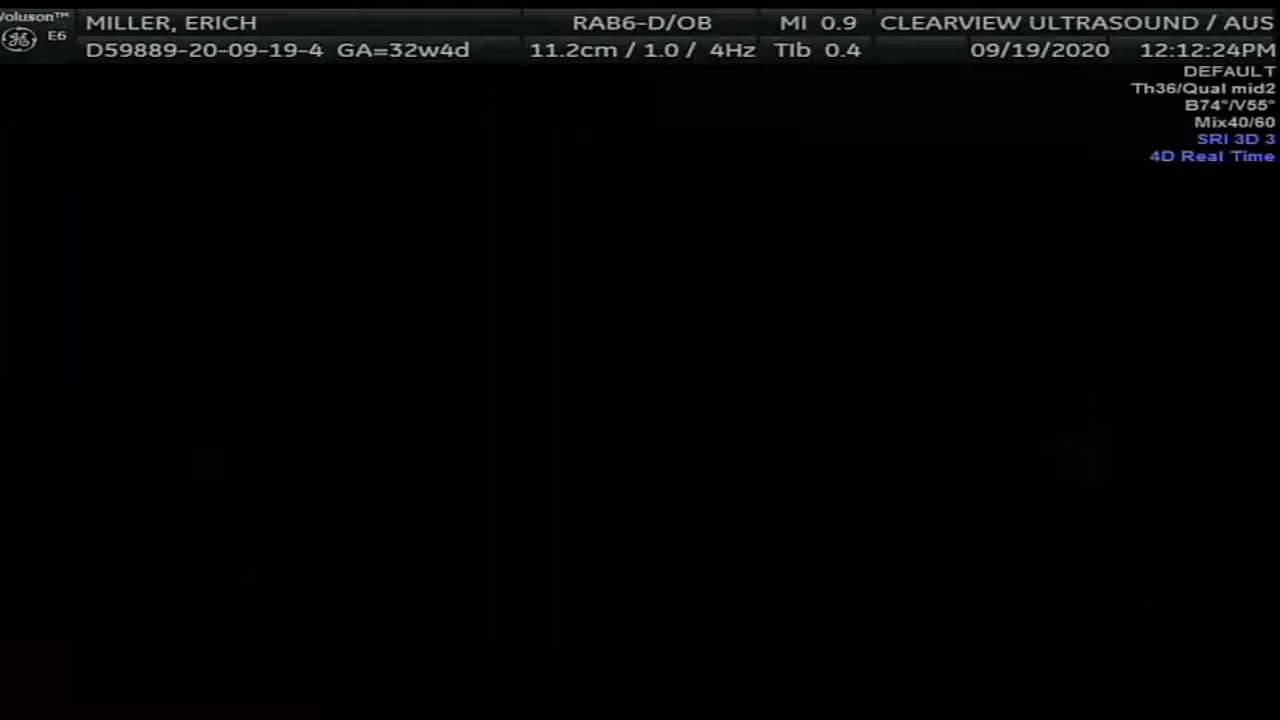 Voluson™ MILLER, ERICH RAB6-D/OB MI 0.9 CLEARVIEW ULTRASOUND / AUS
E6 D59889-20-09-19-4 GA=32w4d 11.2cm / 1.0 / 4Hz TIb 0.4 09/19/2020 12:12:24PM
DEFAULT
Th36/Qual mid2
B74°/V55°
Mix40/60
SRI 3D 3
4D Real Time